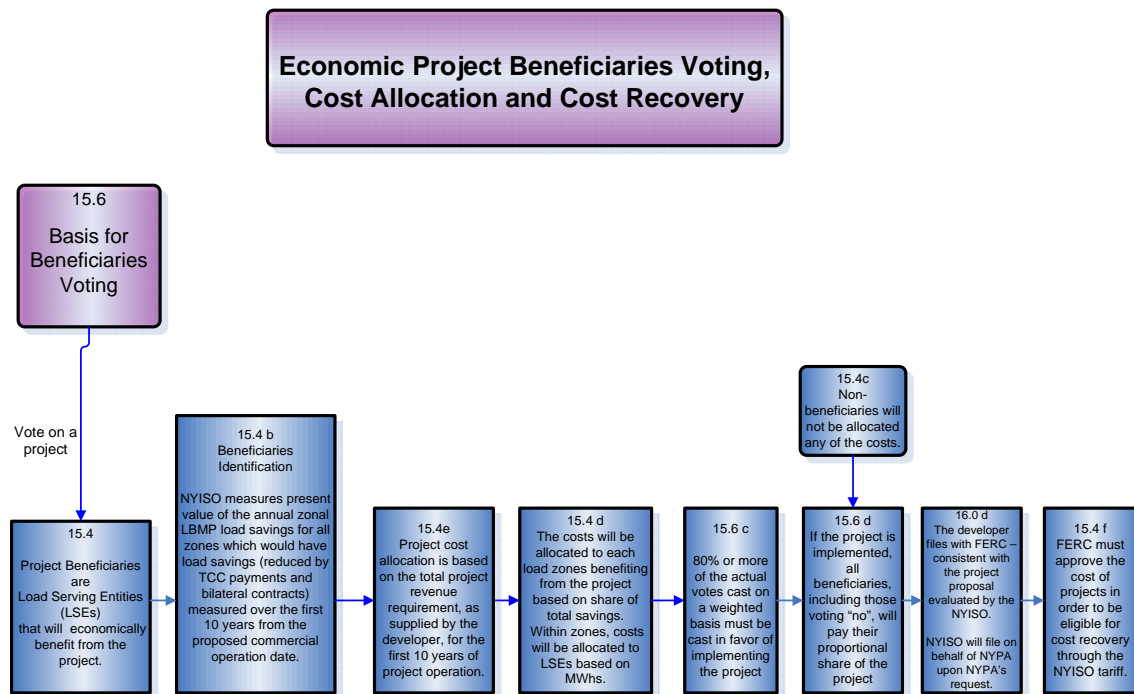 Economic Project Beneficiaries Voting,
Cost Allocation and Cost Recovery
15.6
Basis for
Beneficiaries
Voting
Vote on a
project
15.4
Project Beneficiaries
are
Load Serving Entities
(LSEs)
that will economically
benefit from the
project.
15.4 b
Beneficiaries
Identification
NYISO measures present
value of the annual zonal
LBMP load savings for all
zones which would have
load savings (reduced by
TCC payments and
bilateral contracts)
measured over the first
10 years from the
proposed commercial
operation date.
15.4e
Project cost
allocation is based
on the total project
revenue
requirement, as
supplied by the
developer, for the
first 10 years of
project operation.
15.4 d
The costs will be
allocated to each
load zones benefiting
from the project
based on share of
total savings.
Within zones, costs
will be allocated to
LSEs based on
MWhs.
15.6 c
80% or more
of the actual
votes cast on
a weighted
basis must be
cast in favor of
implementing
the project
15.4c
Non-
beneficiaries will
not be allocated
any of the costs.
15.6 d
If the project is
implemented,
all
beneficiaries,
including those
voting “no”, will
pay their
proportional
share of the
project
16.0 d
The developer
files with FERC –
consistent with
the project
proposal
evaluated by the
NYISO.
NYISO will file on
behalf of NYPA
upon NYPA’s
request.
15.4 f
FERC must
approve the
cost of
projects in
order to be
eligible for
cost recovery
through the
NYISO tariff.